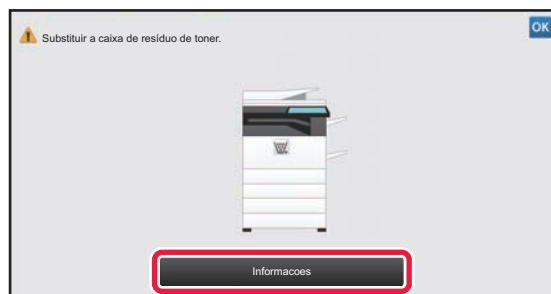 Substituir a caixa de resíduo de toner.
OK
Informacoes